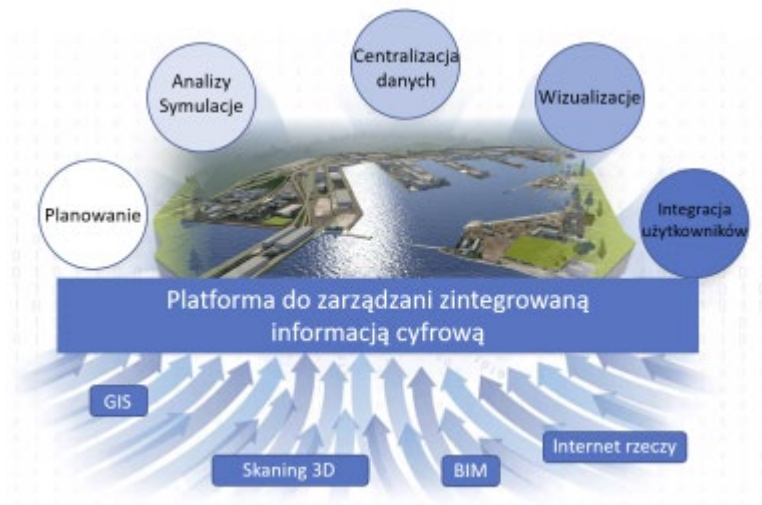 Centralizacja
danych
Analizy
Symulacje
Wizualizacje
Planowanie
Integracja
użytkowników
Platforma do zarządzani zintegrowaną
informacją cyfrową
GIS
Skaning 3D
BIM
Internet rzeczy